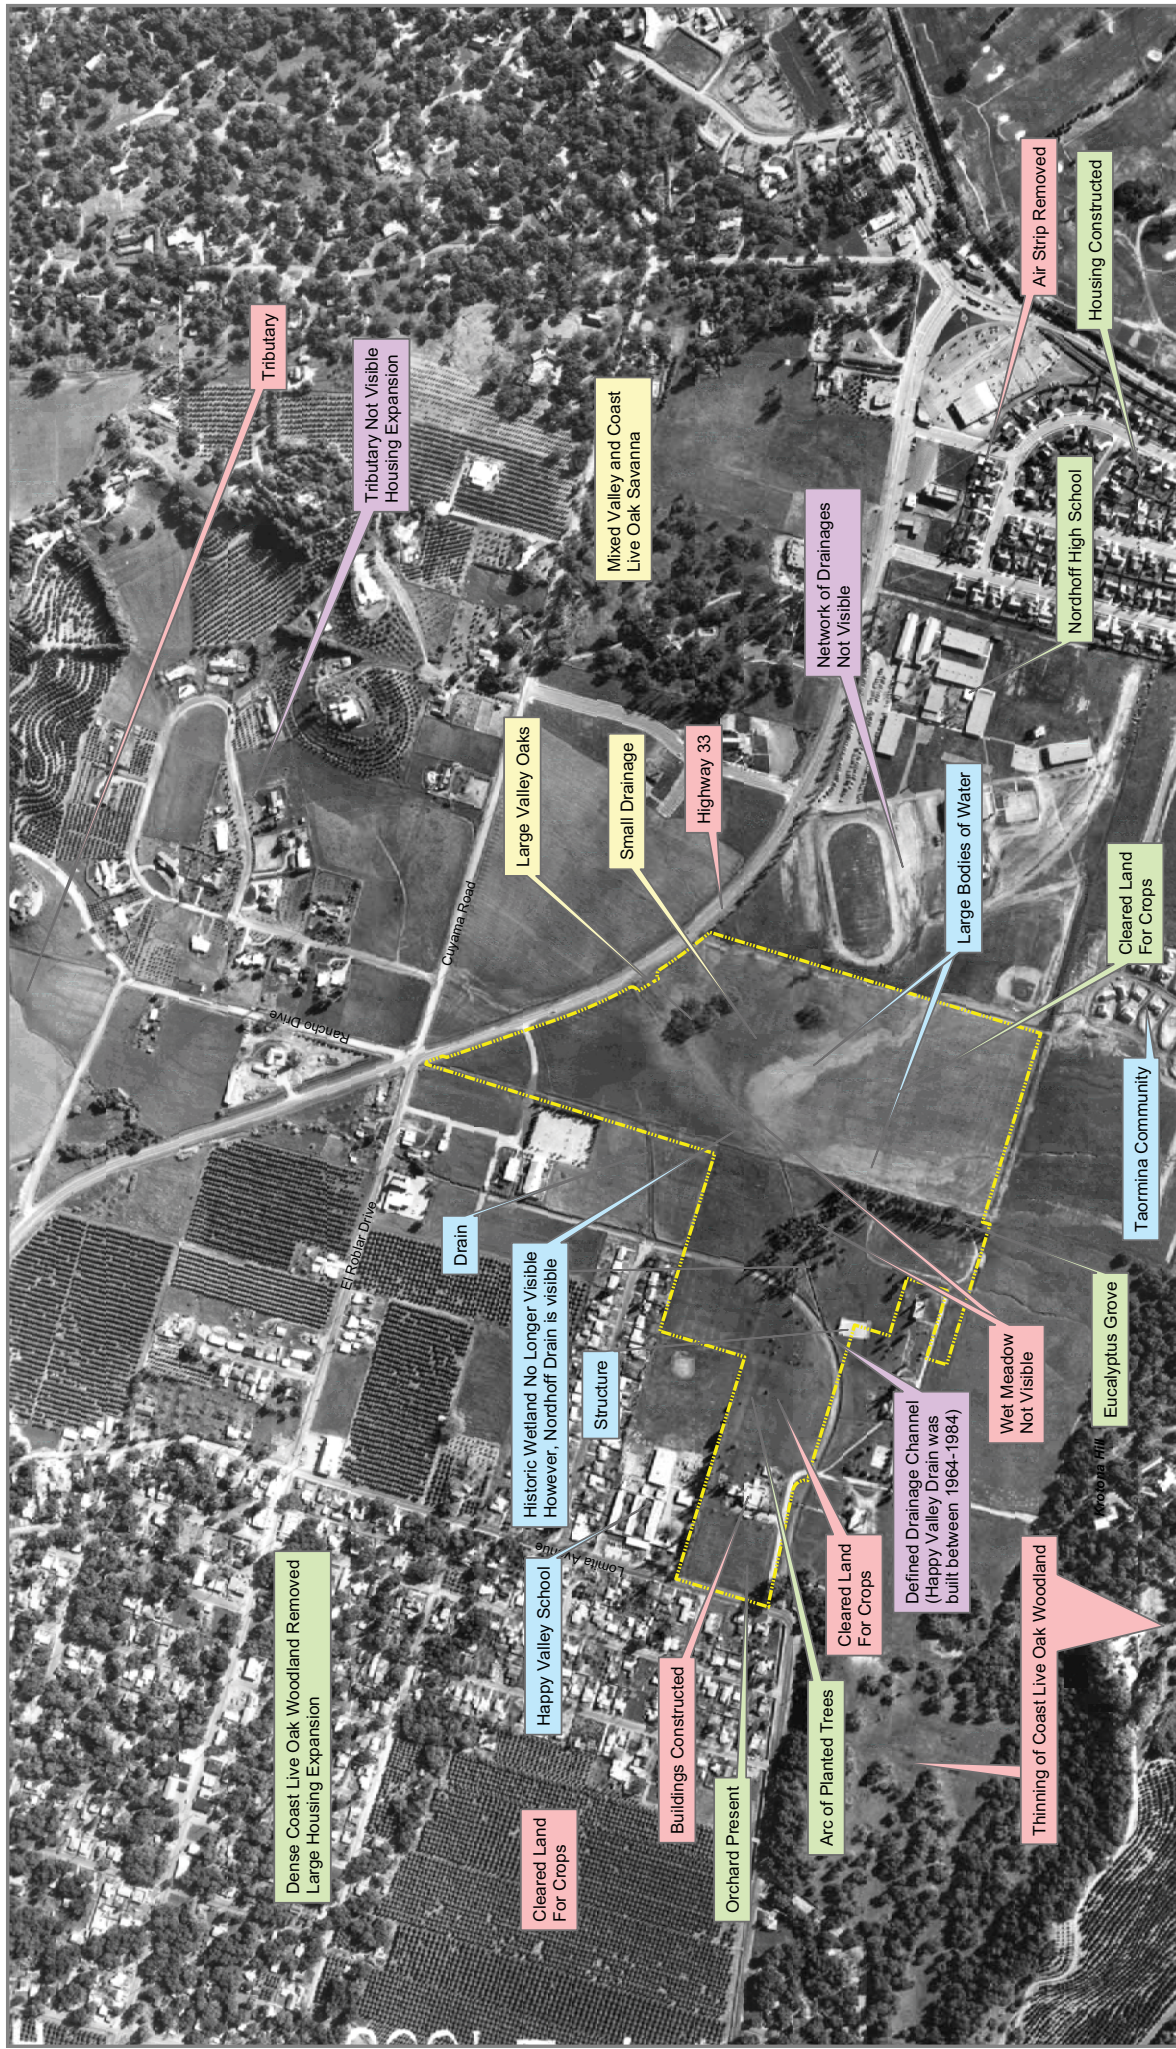 Tributary
Tributary Not Visible
Housing Expansion
Mixed Valley and Coast
Live Oak Savanna
Air Strip Removed
Housing Constructed
Nordhoff High School
Network of Drainages
Not Visible
Large Valley Oaks
Small Drainage
Highway 33
Large Bodies of Water
Cleared Land
For Crops
Cuyama Road
Rancho Drive
El Roblar Drive
Drain
Historic Wetland No Longer Visible
However, Nordhoff Drain is visible
Structure
Taormina Community
Eucalyptus Grove
Wet Meadow
Not Visible
Defined Drainage Channel
(Happy Valley Drain was
built between 1964-1984)
Krotona Hill
Lomita Avenue
Happy Valley School
Cleared Land
For Crops
Dense Coast Live Oak Woodland Removed
Large Housing Expansion
Buildings Constructed
Arc of Planted Trees
Orchard Present
Thinning of Coast Live Oak Woodland
Cleared Land
For Crops